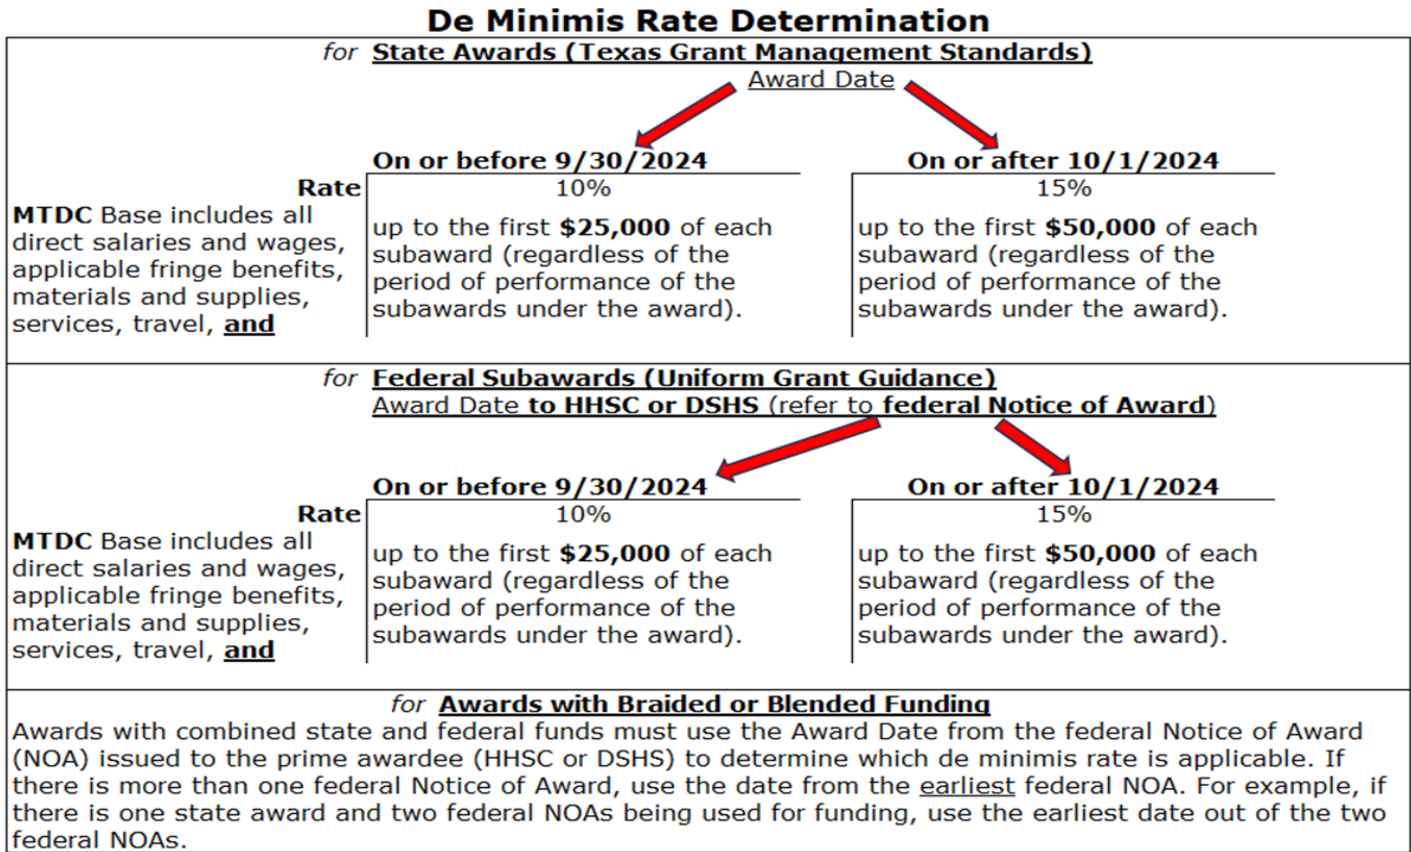 De Minimis Rate Determination
for State Awards (Texas Grant Management Standards)
Award Date
On or before 9/30/2024
On or after 10/1/2024
Rate
10%
15%
MTDC Base includes all
direct salaries and wages,
applicable fringe benefits,
materials and supplies,
services, travel, and
up to the first $25,000 of each
subaward (regardless of the
period of performance of the
subawards under the award).
up to the first $50,000 of each
subaward (regardless of the
period of performance of the
subawards under the award).
for Federal Subawards (Uniform Grant Guidance)
Award Date to HHSC or DSHS (refer to federal Notice of Award)
On or before 9/30/2024
On or after 10/1/2024
Rate
10%
15%
MTDC Base includes all
direct salaries and wages,
applicable fringe benefits,
materials and supplies,
services, travel, and
up to the first $25,000 of each
subaward (regardless of the
period of performance of the
subawards under the award).
up to the first $50,000 of each
subaward (regardless of the
period of performance of the
subawards under the award).
for Awards with Braided or Blended Funding
Awards with combined state and federal funds must use the Award Date from the federal Notice of Award
(NOA) issued to the prime awardee (HHSC or DSHS) to determine which de minimis rate is applicable. If
there is more than one federal Notice of Award, use the date from the earliest federal NOA. For example, if
there is one state award and two federal NOAs being used for funding, use the earliest date out of the two
federal NOAs.